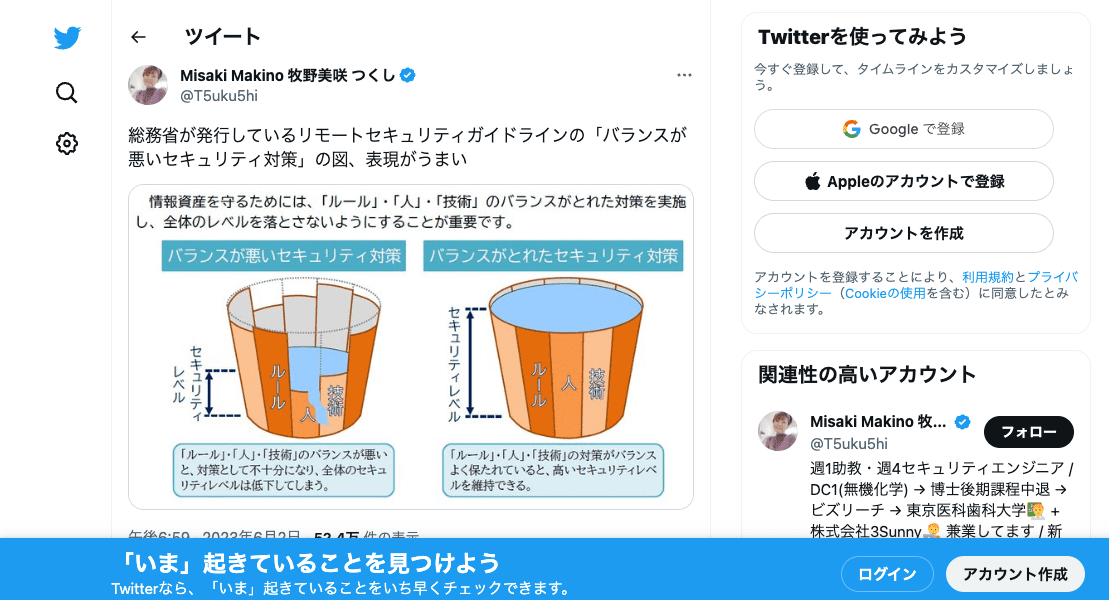 ツイート
Misaki Makino 牧野美咲 つくし
@T5uku5hi
総務省が発行しているリモートセキュリティガイドラインの「バランスが
悪いセキュリティ対策」の図、表現がうまい
情報資産を守るためには、「ルール」・「人」・「技術」のバランスがとれた対策を実施
し、全体のレベルを落とさないようにすることが重要です。
バランスが悪いセキュリティ対策
セキュリティ
レベル
ルール
人
技術
「ルール」・「人」・「技術」のバランスが悪い
と、対策として不十分になり、全体のセキュ
リティレベルは低下してしまう。
バランスがとれたセキュリティ対策
セキュリティレベル
ルール
人
技術
「ルール」・「人」・「技術」の対策がバランス
よく保たれていると、高いセキュリティレベ
ルを維持できる。
午後6:59 · 2023年6月2日 · 52.4万 件の表示
Twitterを使ってみよう
今すぐ登録して、タイムラインをカスタマイズしましょ
う。
Google で登録
Appleのアカウントで登録
アカウントを作成
アカウントを登録することにより、利用規約とプライバ
シーポリシー（Cookieの使用を含む）に同意したとみ
なされます。
関連性の高いアカウント
Misaki Makino 牧...
@T5uku5hi
フォロー
週1助教・週4セキュリティエンジニア /
DC1(無機化学) → 博士後期課程中退 →
ビズリーチ → 東京医科歯科大学👩‍🏫 +
株式会社3Sunny👩‍💼 兼業してます / 新
「いま」起きていることを見つけよう
Twitterなら、「いま」起きていることをいち早くチェックできます。
ログイン
アカウント作成